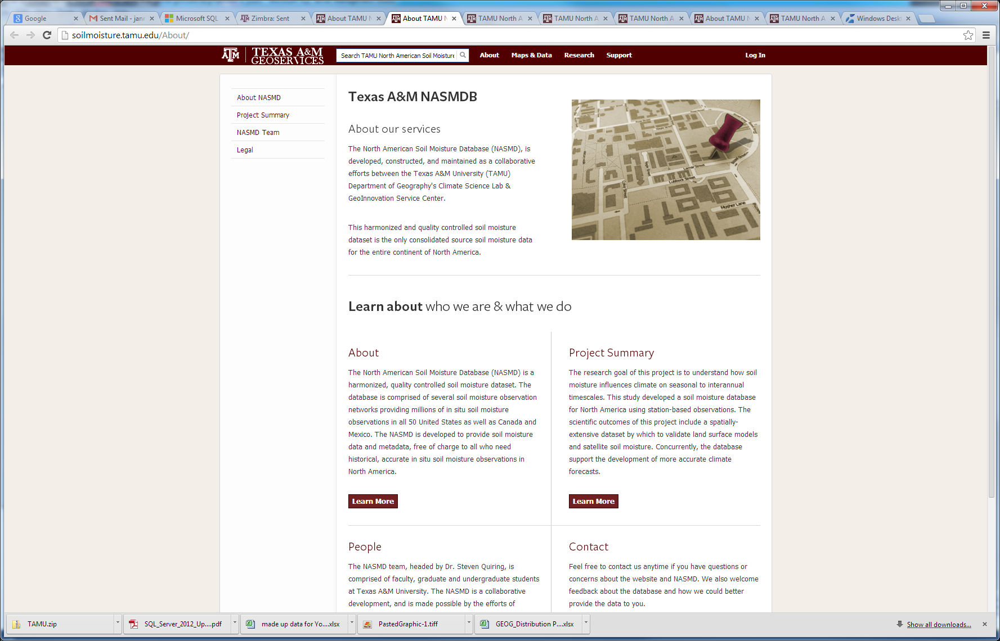 Google
Sent Mail - jann
Microsoft SQL
Zimbra: Sent
About TAMU N
About TAMU N
TAMU North A
TAMU North A
TAMU North A
About TAMU N
TAMU North A
Windows Desk
soilmoisture.tamu.edu/About/
ATM
TEXAS A&M
GEOSERVICES
Search TAMU North American Soil Moisture
About
Maps & Data
Research
Support
Log In
About NASMD
Project Summary
NASMD Team
Legal
Texas A&M NASMDB
About our services
The North American Soil Moisture Database (NASMD), is
developed, constructed, and maintained as a collaborative
efforts between the Texas A&M University (TAMU)
Department of Geography's Climate Science Lab &
GeoInnovation Service Center.
This harmonized and quality controlled soil moisture
dataset is the only consolidated source soil moisture data
for the entire continent of North America.
Lamar Street
Lubbock Street
Mosher Lane
Learn about who we are & what we do
About
The North American Soil Moisture Database (NASMD) is a
harmonized, quality controlled soil moisture dataset. The
database is comprised of several soil moisture observation
networks providing millions of in situ soil moisture
observations in all 50 United States as well as Canada and
Mexico. The NASMD is developed to provide soil moisture
data and metadata, free of charge to all who need
historical, accurate in situ soil moisture observations in
North America.
Learn More
Project Summary
The research goal of this project is to understand how soil
moisture influences climate on seasonal to interannual
timescales. This study developed a soil moisture database
for North America using station-based observations. The
scientific outcomes of this project include a spatially-
extensive dataset by which to validate land surface models
and satellite soil moisture. Concurrently, the database
support the development of more accurate climate
forecasts.
Learn More
People
The NASMD team, headed by Dr. Steven Quiring, is
comprised of faculty, graduate and undergraduate students
at Texas A&M University. The NASMD is a collaborative
development, and is made possible by the efforts of
Contact
Feel free to contact us anytime if you have questions or
concerns about the website and NASMD. We also welcome
feedback about the database and how we could better
provide the data to you.
TAMU.zip
SQL_Server_2012_Up....pdf
made up data for Yo....xlsx
PastedGraphic-1.tiff
GEOG_Distribution P....xlsx
Show all downloads...